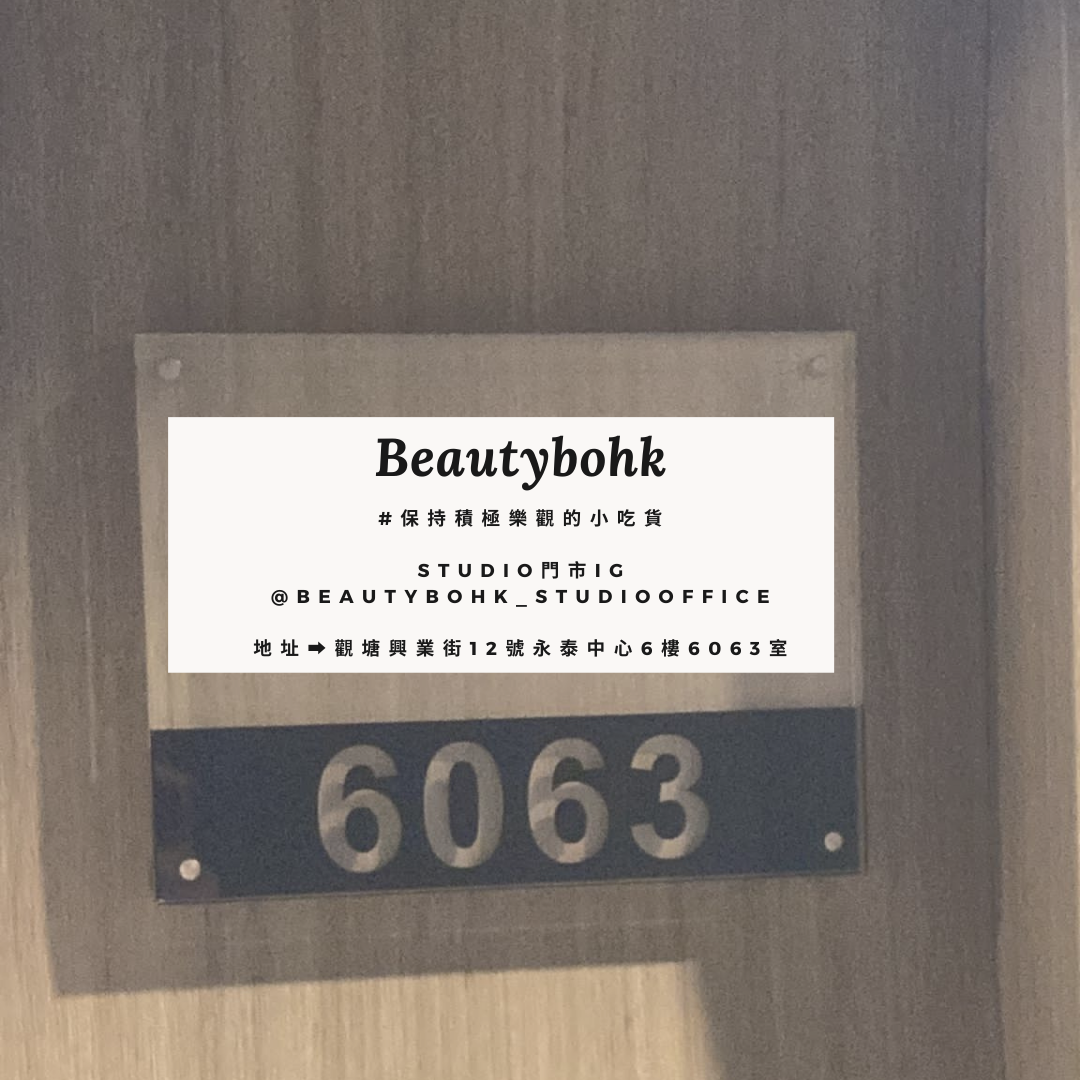 Beautybohk
#保持積極樂觀的小吃貨
STUDIO門市IG
@BEAUTYBOHK_STUDIOOFFICE
地址➡觀塘興業街12號永泰中心6樓6063室
6063